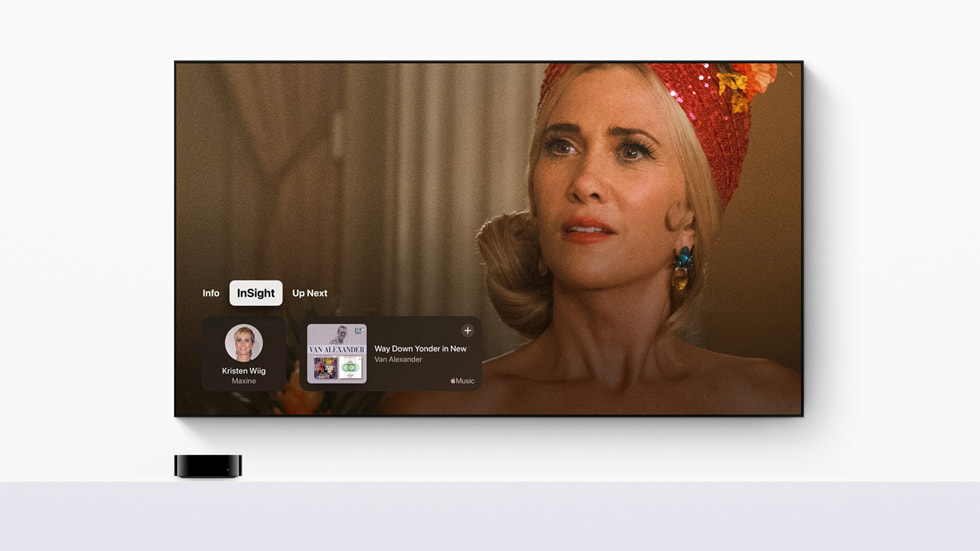 Info
InSight
Up Next
Kristen Wiig
Maxine
VAN ALEXANDER
Way Down Yonder in New
Van Alexander
Music